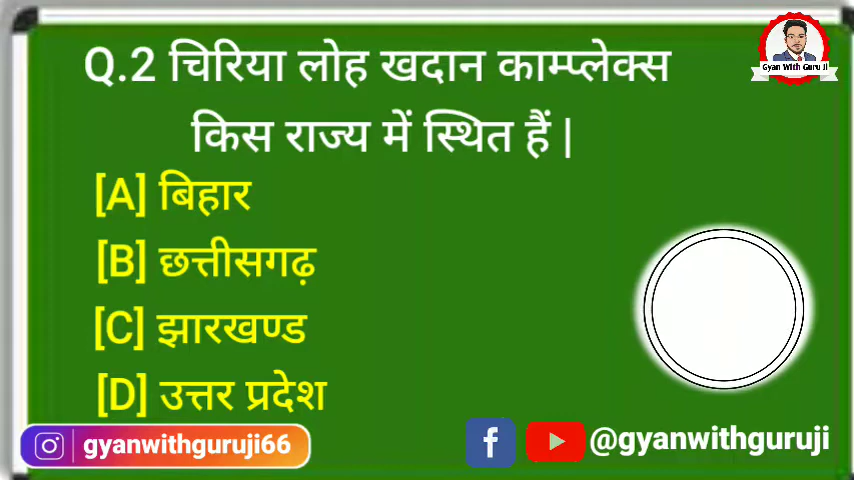 Gyan With Guru Ji
Q.2 चिरिया लोह खदान काम्प्लेक्स
किस राज्य में स्थित हैं |
[A] बिहार
[B] छत्तीसगढ़
[C] झारखण्ड
[D] उत्तर प्रदेश
gyanwithguruji66
@gyanwithguruji